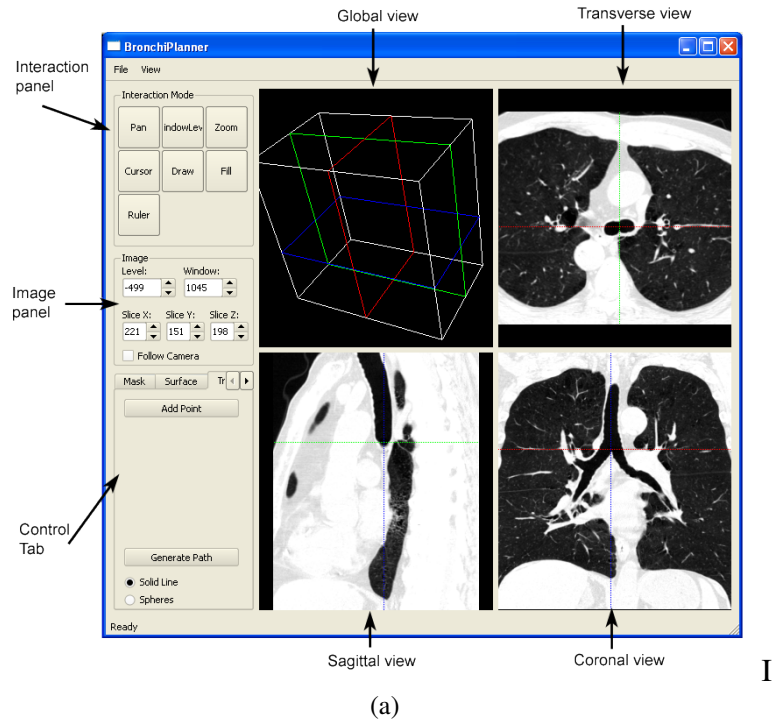 Global view
Transverse view
Interaction
panel
BronchiPlanner
File View
Interaction Mode
Pan
indowLev
Zoom
Cursor
Draw
Fill
Ruler
Image
panel
Image
Level: Window:
-499 1045
Slice X: Slice Y: Slice Z:
221 151 198
Follow Camera
Mask Surface Tr
Add Point
Control
Tab
Generate Path
Solid Line
Spheres
Ready
Sagittal view
Coronal view
I
(a)